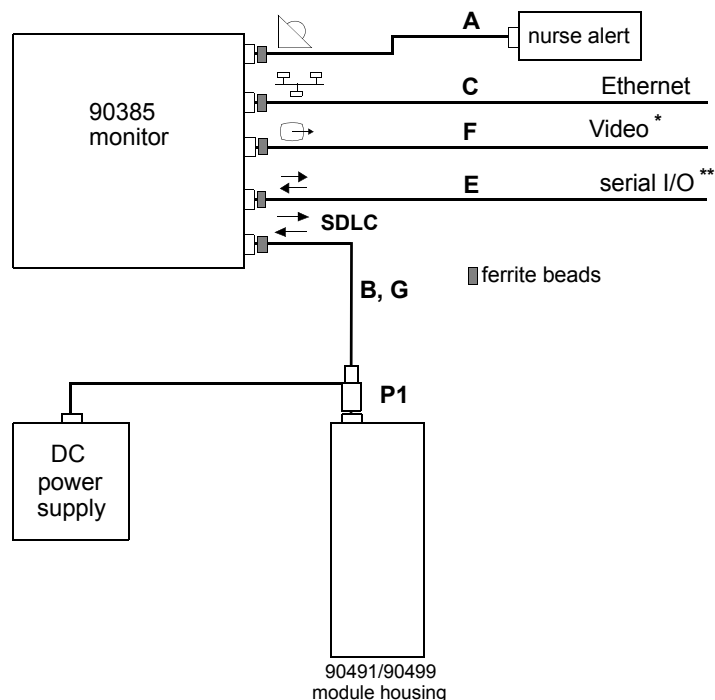 A
nurse alert
C
Ethernet
90385
monitor
F
Video *
E
serial I/O **
SDLC
B, G
ferrite beads
P1
DC
power
supply
90491/90499
module housing